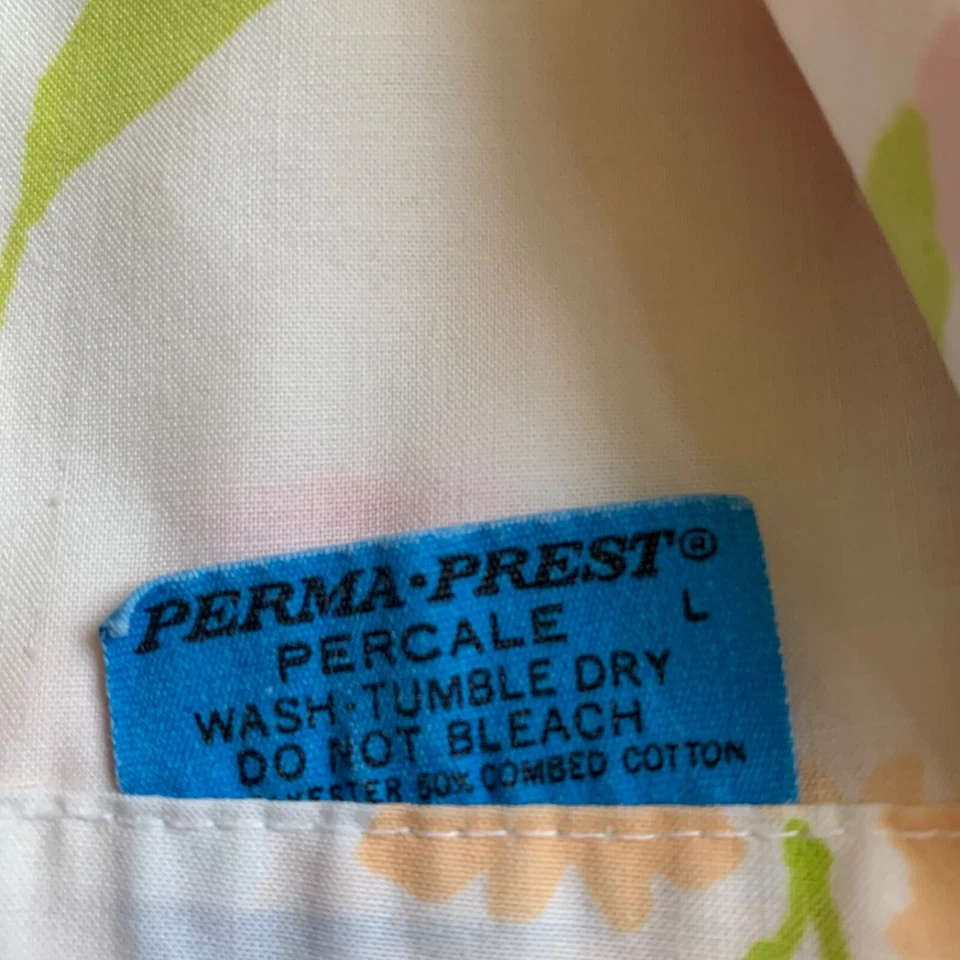 PERMA·PREST®
PERCALE L
WASH-TUMBLE DRY
DO NOT BLEACH
50% COMBED COTTON